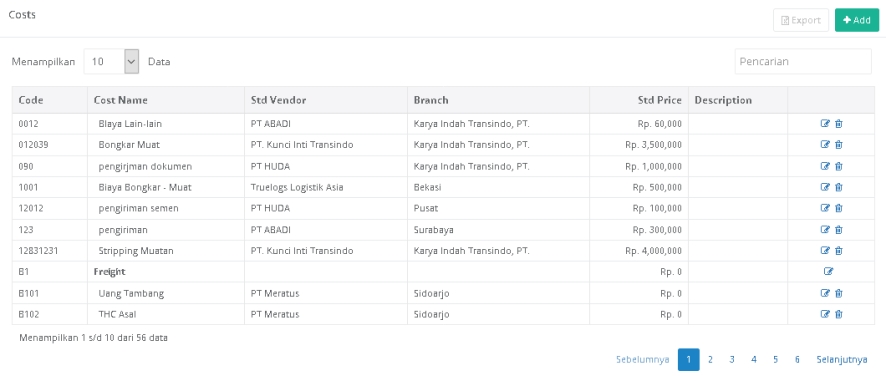 Costs
Export
+ Add
Menampilkan 10 Data
Pencarian
Code Cost Name Std Vendor Branch Std Price Description
0012 BIaya Lain-lain PT ABADI Karya Indah Transindo, PT. Rp. 60,000
012039 Bongkar Muat PT. Kunci Inti Transindo Karya Indah Transindo, PT. Rp. 3,500,000
090 pengirjman dokumen PT HUDA Karya Indah Transindo, PT. Rp. 1,000,000
1001 Biaya Bongkar - Muat Truelogs Logistik Asia Bekasi Rp. 500,000
12012 pengiriman semen PT HUDA Pusat Rp. 100,000
123 pengiriman PT ABADI Surabaya Rp. 300,000
12831231 Stripping Muatan PT. Kunci Inti Transindo Karya Indah Transindo, PT. Rp. 4,000,000
B1 Freight Rp. 0
B101 Uang Tambang PT Meratus Sidoarjo Rp. 0
B102 THC Asal PT Meratus Sidoarjo Rp. 0
Menampilkan 1 s/d 10 dari 56 data
Sebelumnya 1 2 3 4 5 6 Selanjutnya